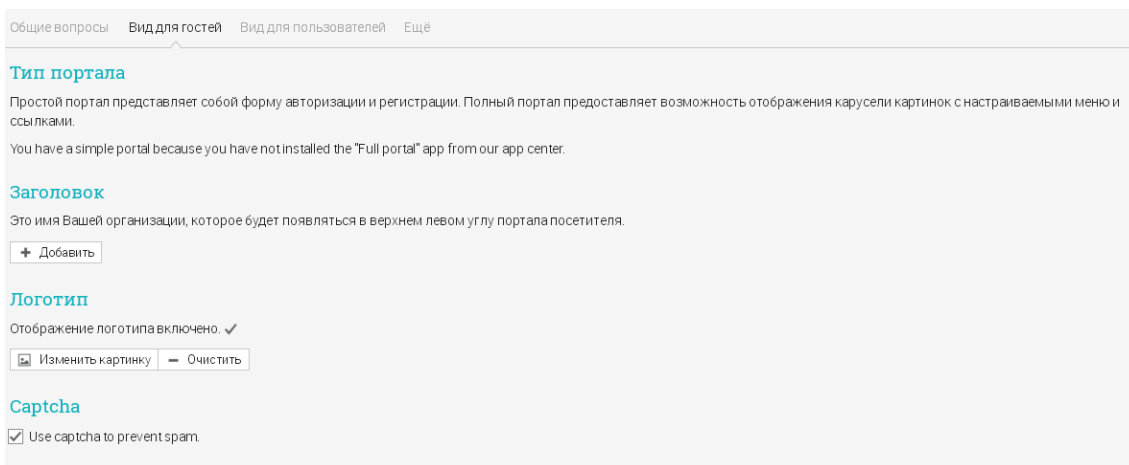 Общие вопросы Вид для гостей Вид для пользователей Ещё
Тип портала
Простой портал представляет собой форму авторизации и регистрации. Полный портал предоставляет возможность отображения карусели картинок с настраиваемыми меню и
ссылками.
You have a simple portal because you have not installed the "Full portal" app from our app center.
Заголовок
Это имя Вашей организации, которое будет появляться в верхнем левом углу портала посетителя.
+ Добавить
Логотип
Отображение логотипа включено.
Изменить картинку – Очистить
Captcha
Use captcha to prevent spam.